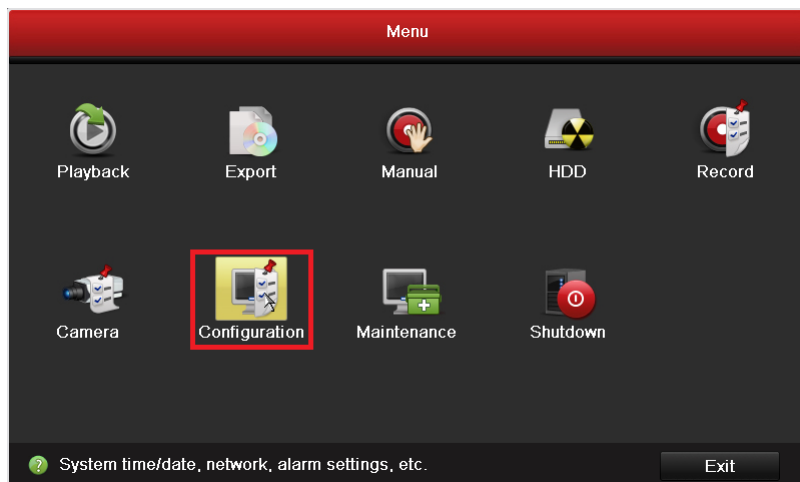 Menu
Playback Export Manual HDD Record
Camera Configuration Maintenance Shutdown
System time/date, network, alarm settings, etc. Exit